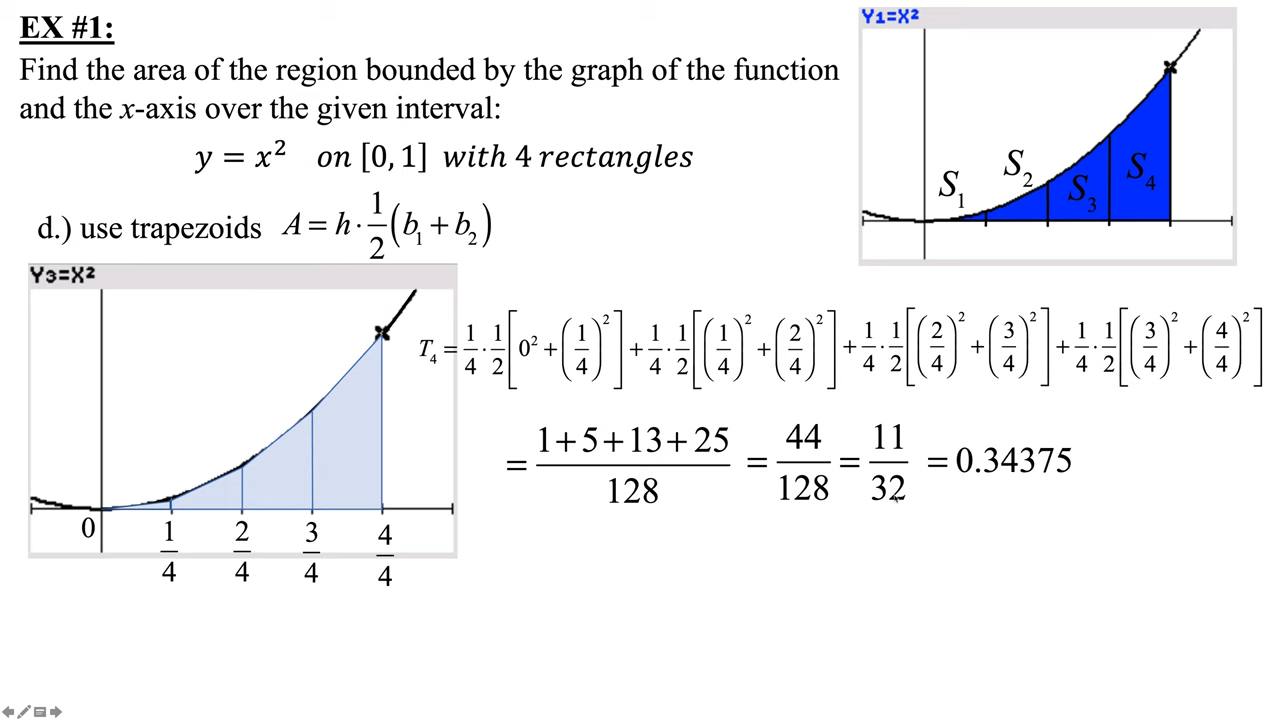 EX #1:
Find the area of the region bounded by the graph of the function
and the x-axis over the given interval:
y = x² on [0, 1] with 4 rectangles
d.) use trapezoids A = h · 1/2 (b₁ + b₂)
Y1=X²
S₁ S₂ S₃ S₄
Y3=X²
0 1/4 2/4 3/4 4/4
T₄ = 1/4 · 1/2 [0² + (1/4)²] + 1/4 · 1/2 [(1/4)² + (2/4)²] + 1/4 · 1/2 [(2/4)² + (3/4)²] + 1/4 · 1/2 [(3/4)² + (4/4)²]
= (1+5+13+25)/128 = 44/128 = 11/32 = 0.34375